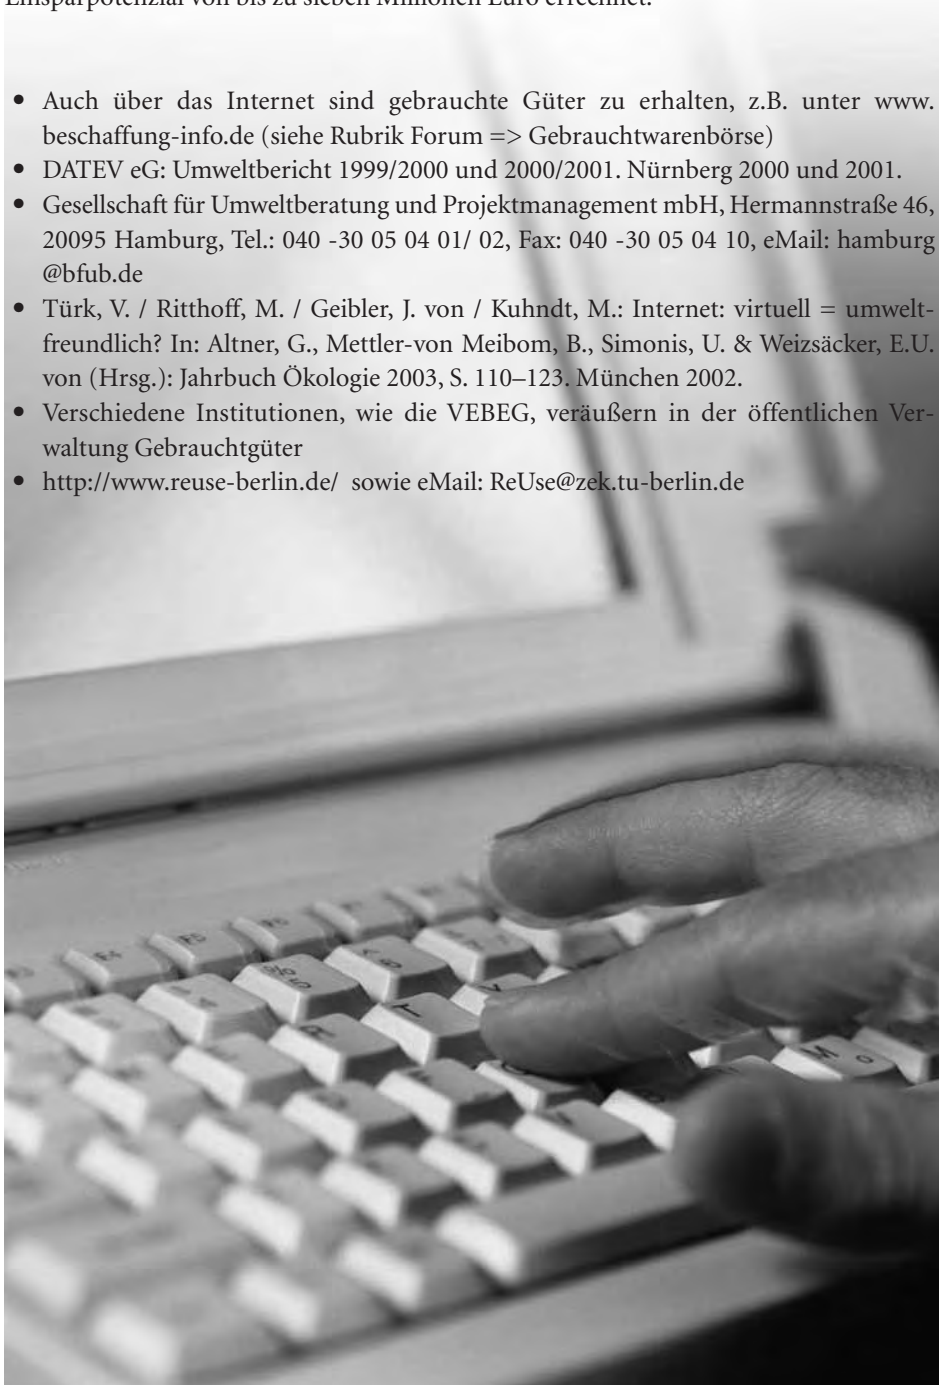 Einsparpotenzial von bis zu sieben Millionen Euro errechnet.
• Auch über das Internet sind gebrauchte Güter zu erhalten, z.B. unter www.
beschaffung-info.de (siehe Rubrik Forum => Gebrauchtwarenbörse)
• DATEV eG: Umweltbericht 1999/2000 und 2000/2001. Nürnberg 2000 und 2001.
• Gesellschaft für Umweltberatung und Projektmanagement mbH, Hermannstraße 46,
20095 Hamburg, Tel.: 040 -30 05 04 01/ 02, Fax: 040 -30 05 04 10, eMail: hamburg
@bfub.de
• Türk, V. / Ritthoff, M. / Geibler, J. von / Kuhndt, M.: Internet: virtuell = umwelt-
freundlich? In: Altner, G., Mettler-von Meibom, B., Simonis, U. & Weizsäcker, E.U.
von (Hrsg.): Jahrbuch Ökologie 2003, S. 110–123. München 2002.
• Verschiedene Institutionen, wie die VEBEG, veräußern in der öffentlichen Ver-
waltung Gebrauchtgüter
• http://www.reuse-berlin.de/ sowie eMail: ReUse@zek.tu-berlin.de
F4 F5 F6
% 5
M